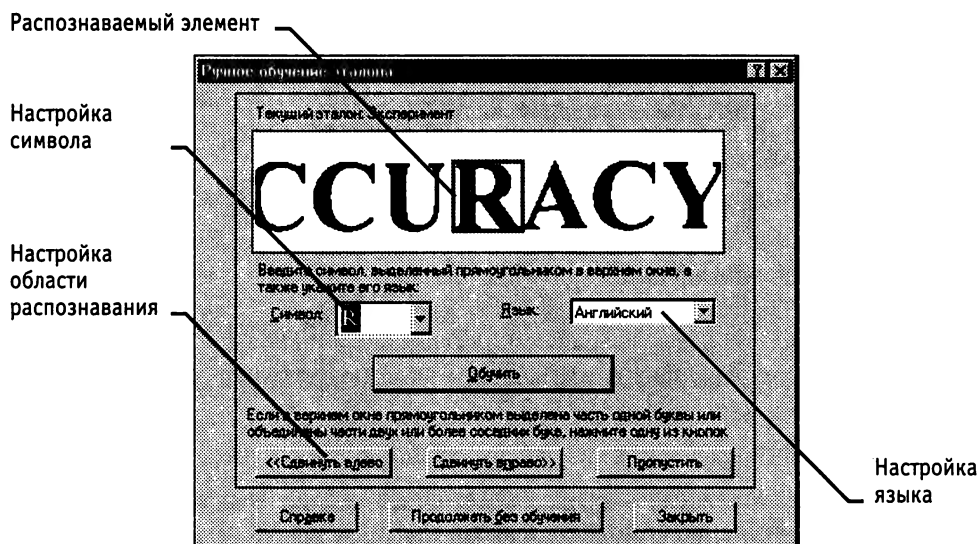 Распознаваемый элемент
Ручное обучение эталона
Настройка
символа
Текущий эталон: Эксперимент
CCURACY
Настройка
области
распознавания
Введите символ, выделенный прямоугольником в верхнем окне, а
также укажите его язык:
Символ: R Язык: Английский
Обучить
Если в верхнем окне прямоугольником выделена часть одной буквы или
объединены части двух или более соседних букв, нажмите одну из кнопок
<<Сдвинуть влево Сдвинуть вправо>> Пропустить
Настройка
языка
Справка Продолжать без обучения Закрыть